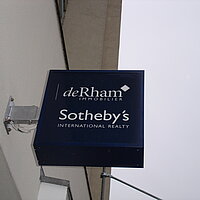 deRham
IMMOBILIER
Sotheby's
INTERNATIONAL REALTY